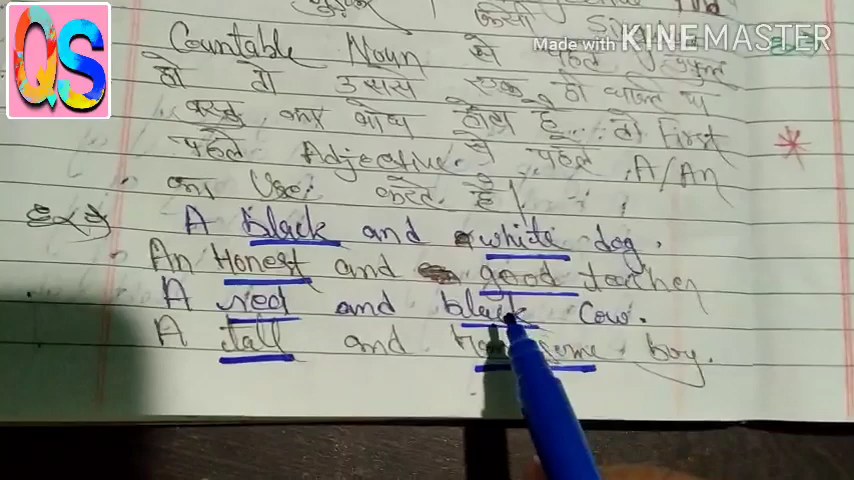 किसी
Countable Noun से पहले प्रयुक्त
हो तो उससे एक ही व्यक्ति या
वस्तु का बोध होता है... तो First
पहले Adjective से पहले A/An
का Use करते है।
A black and white dog.
An Honest and good teacher
A red and black Cow.
A tall and Handsome boy.
QS
Made with KINEMASTER